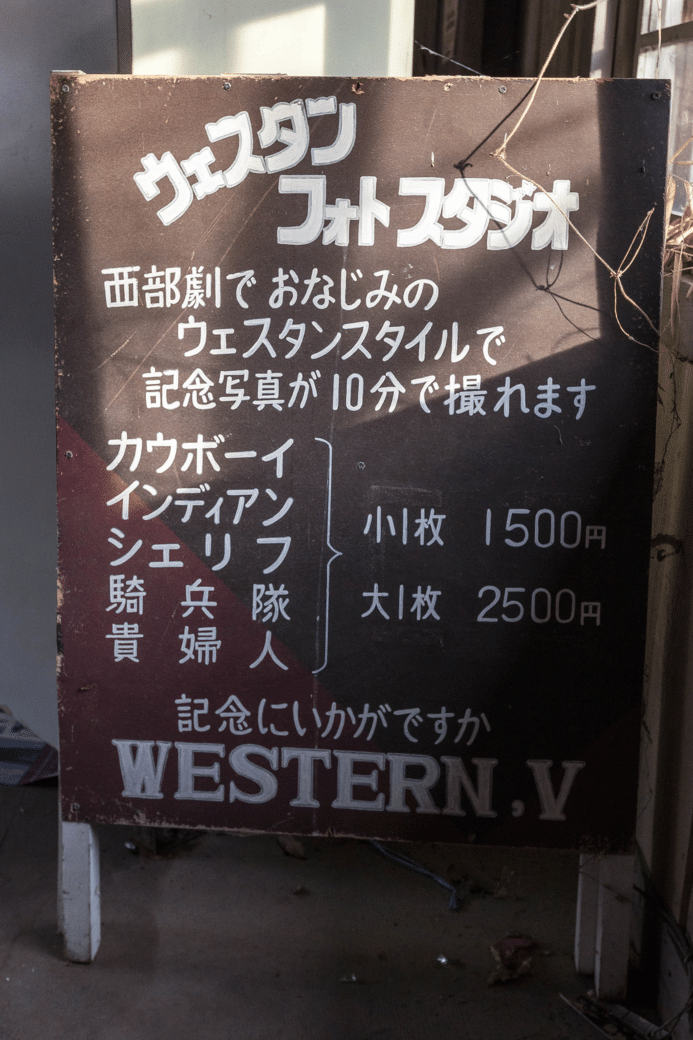 ウェスタン
フォトスタジオ
西部劇でおなじみの
ウェスタンスタイルで
記念写真が10分で撮れます
カウボーイ
インディアン
シェリフ
騎兵隊
貴婦人
小1枚 1500円
大1枚 2500円
記念にいかがですか
WESTERN,V